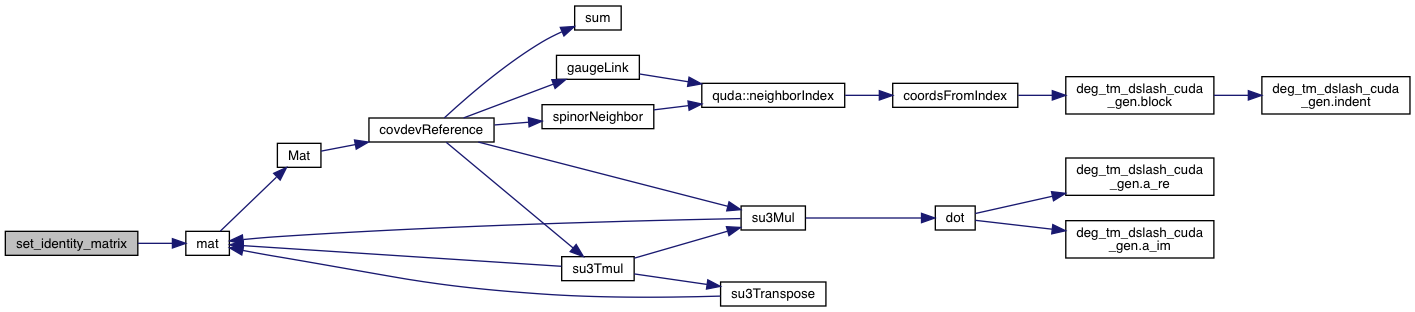 sum
gaugeLink
quda::neighborIndex
coordsFromIndex
deg_tm_dslash_cuda
_gen.block
deg_tm_dslash_cuda
_gen.indent
spinorNeighbor
covdevReference
Mat
deg_tm_dslash_cuda
_gen.a_re
su3Mul
dot
set_identity_matrix
mat
deg_tm_dslash_cuda
_gen.a_im
su3Tmul
su3Transpose